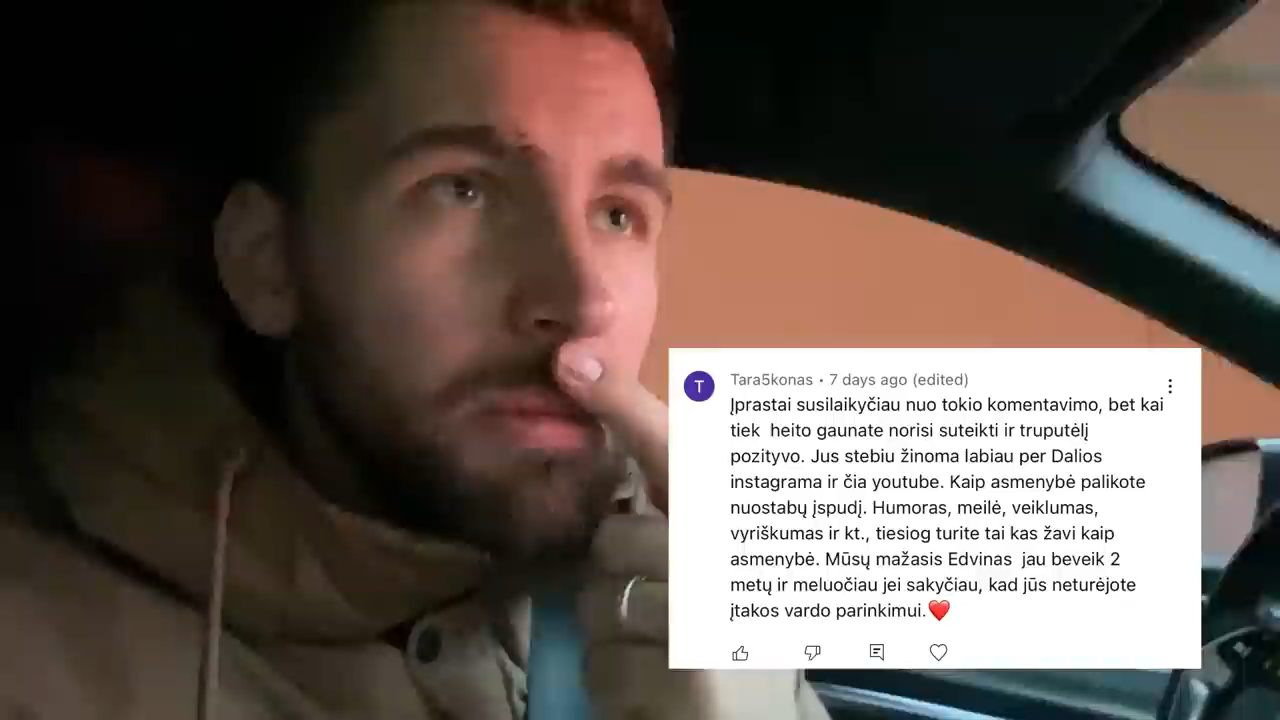 T
Tara5konas • 7 days ago (edited)
Įprastai susilaikyčiau nuo tokio komentavimo, bet kai
tiek  heito gaunate norisi suteikti ir truputėlį
pozityvo. Jus stebiu žinoma labiau per Dalios
instagrama ir čia youtube. Kaip asmenybė palikote
nuostabų įspudį. Humoras, meilė, veiklumas,
vyriškumas ir kt., tiesiog turite tai kas žavi kaip
asmenybė. Mūsų mažasis Edvinas  jau beveik 2
metų ir meluočiau jei sakyčiau, kad jūs neturėjote
įtakos vardo parinkimui.❤️